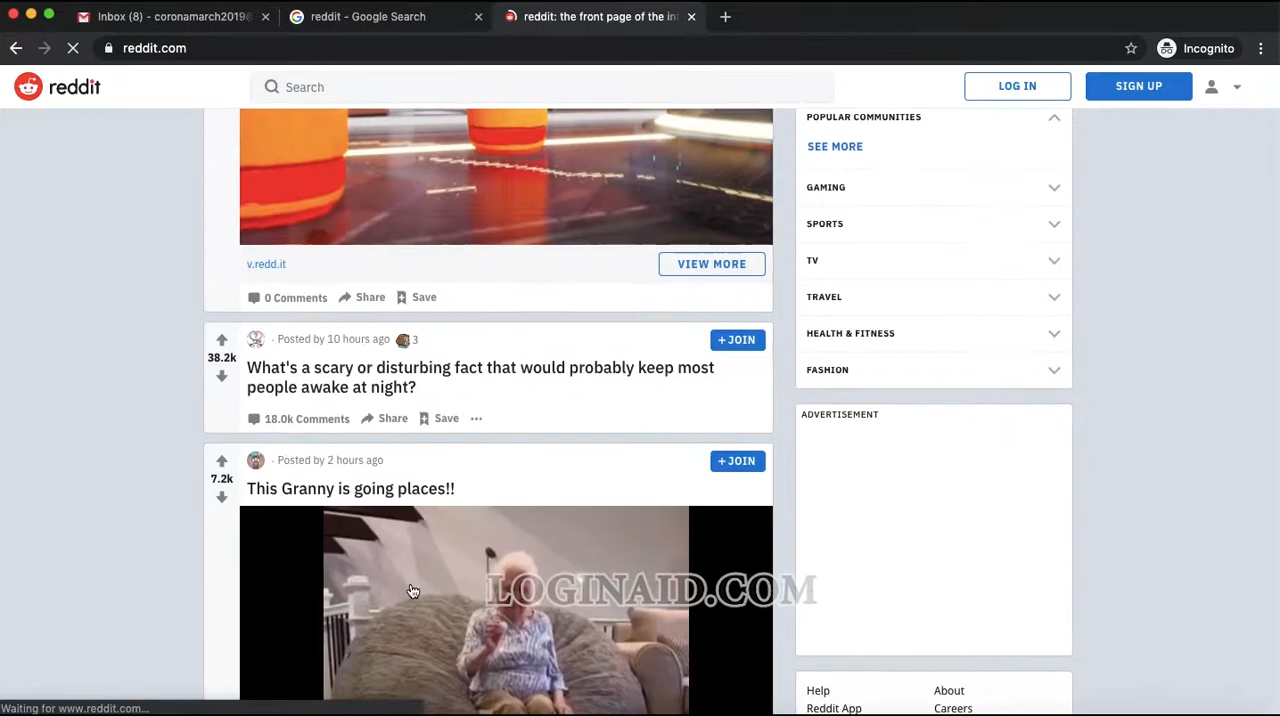 Inbox (8) - coronamarch2019@
reddit - Google Search
reddit: the front page of the in
reddit.com
Incognito
reddit
Search
LOG IN
SIGN UP
POPULAR COMMUNITIES
SEE MORE
GAMING
SPORTS
TV
TRAVEL
HEALTH & FITNESS
FASHION
v.redd.it
VIEW MORE
0 Comments Share Save
38.2k
· Posted by 10 hours ago 3
+ JOIN
What's a scary or disturbing fact that would probably keep most
people awake at night?
18.0k Comments Share Save ···
ADVERTISEMENT
7.2k
· Posted by 2 hours ago
+ JOIN
This Granny is going places!!
LOGINAID.COM
Help About
Reddit App Careers
Waiting for www.reddit.com...